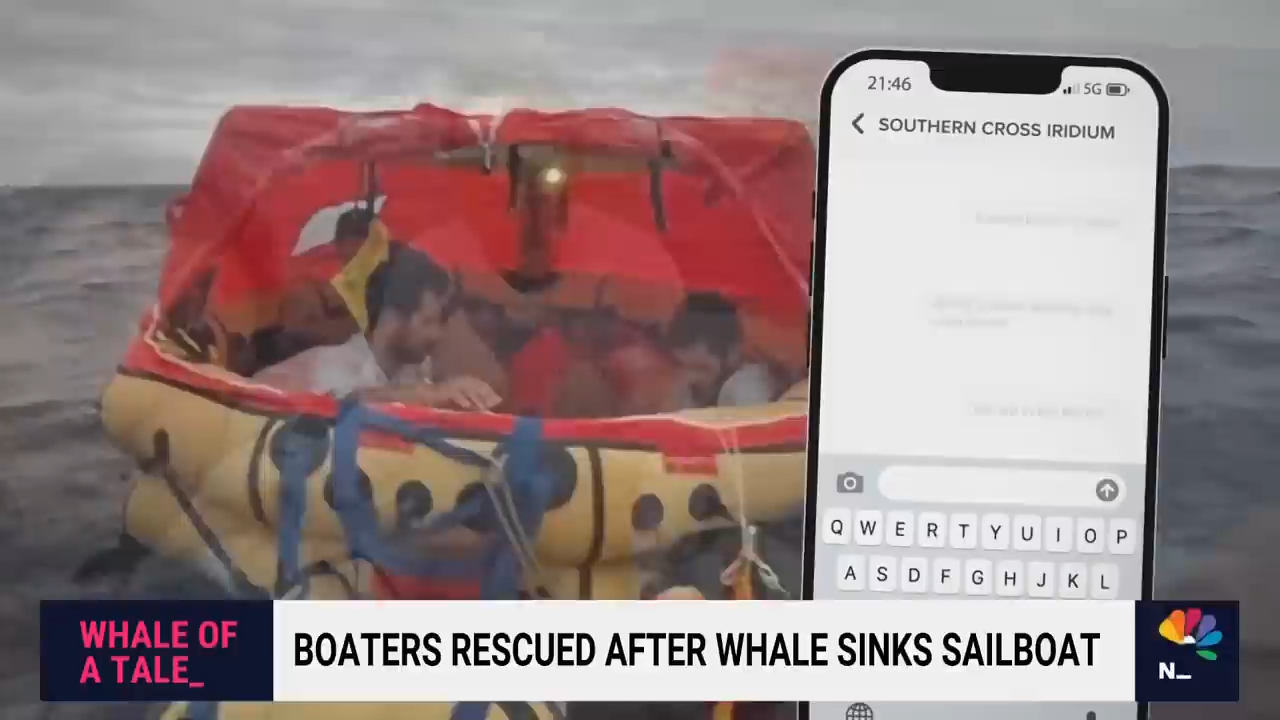 21:46
5G
SOUTHERN CROSS IRIDIUM
Q W E R T Y U I O P
A S D F G H J K L
WHALE OF
A TALE_
BOATERS RESCUED AFTER WHALE SINKS SAILBOAT
N_